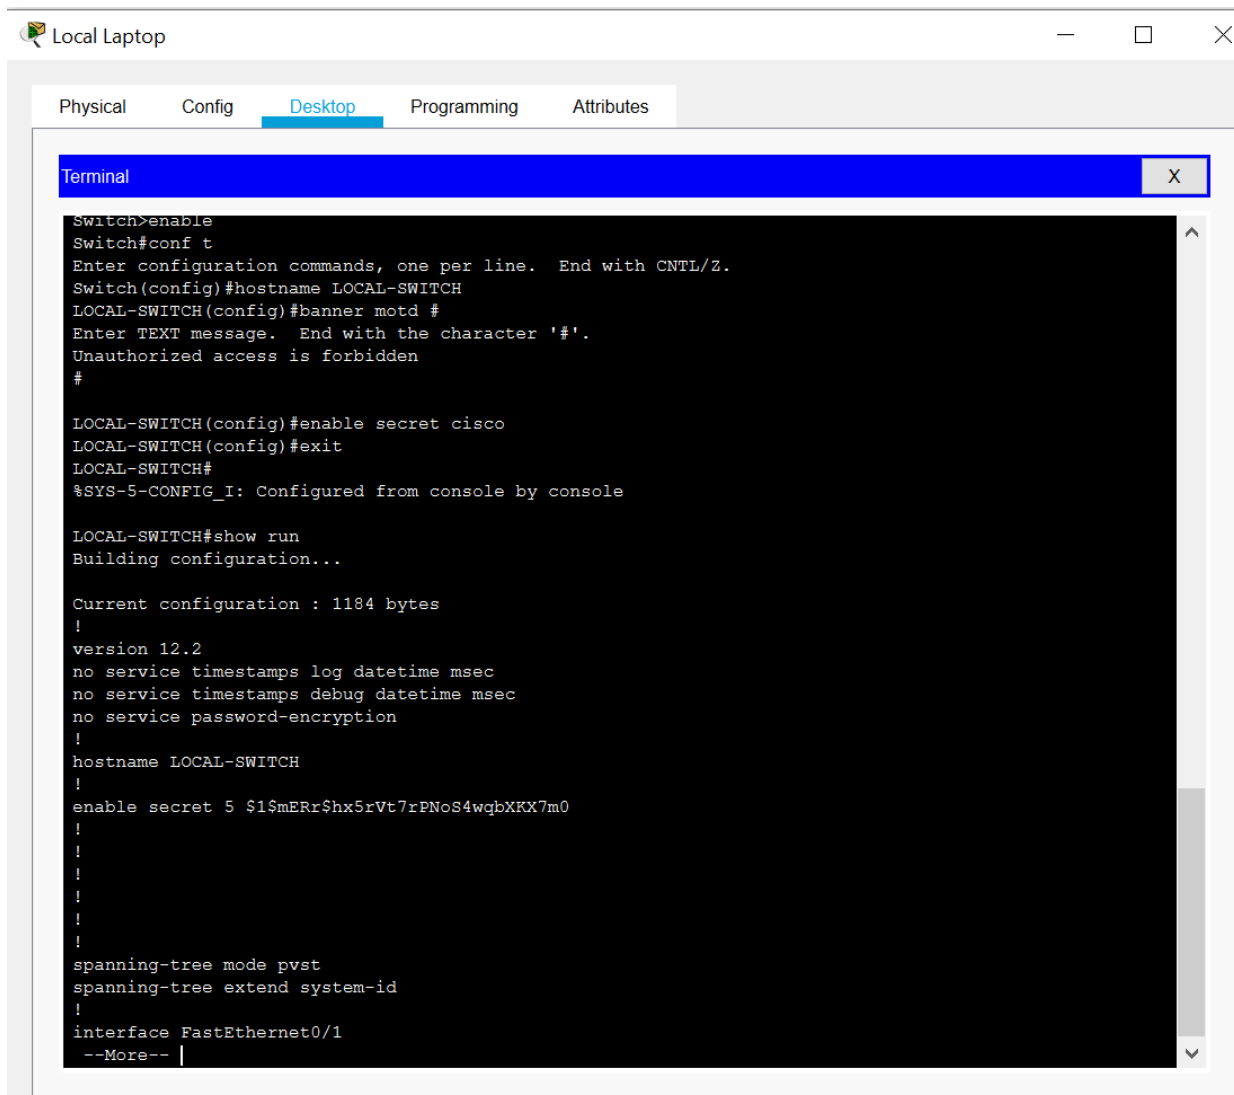 Local Laptop
Physical Config Desktop Programming Attributes
Terminal X
Switch>enable
Switch#conf t
Enter configuration commands, one per line.  End with CNTL/Z.
Switch(config)#hostname LOCAL-SWITCH
LOCAL-SWITCH(config)#banner motd #
Enter TEXT message.  End with the character '#'.
Unauthorized access is forbidden
#
LOCAL-SWITCH(config)#enable secret cisco
LOCAL-SWITCH(config)#exit
LOCAL-SWITCH#
%SYS-5-CONFIG_I: Configured from console by console
LOCAL-SWITCH#show run
Building configuration...
Current configuration : 1184 bytes
!
version 12.2
no service timestamps log datetime msec
no service timestamps debug datetime msec
no service password-encryption
!
hostname LOCAL-SWITCH
!
enable secret 5 $1$mERr$hx5rVt7rPNoS4wqbXKX7m0
!
!
!
!
!
!
spanning-tree mode pvst
spanning-tree extend system-id
!
interface FastEthernet0/1
--More--